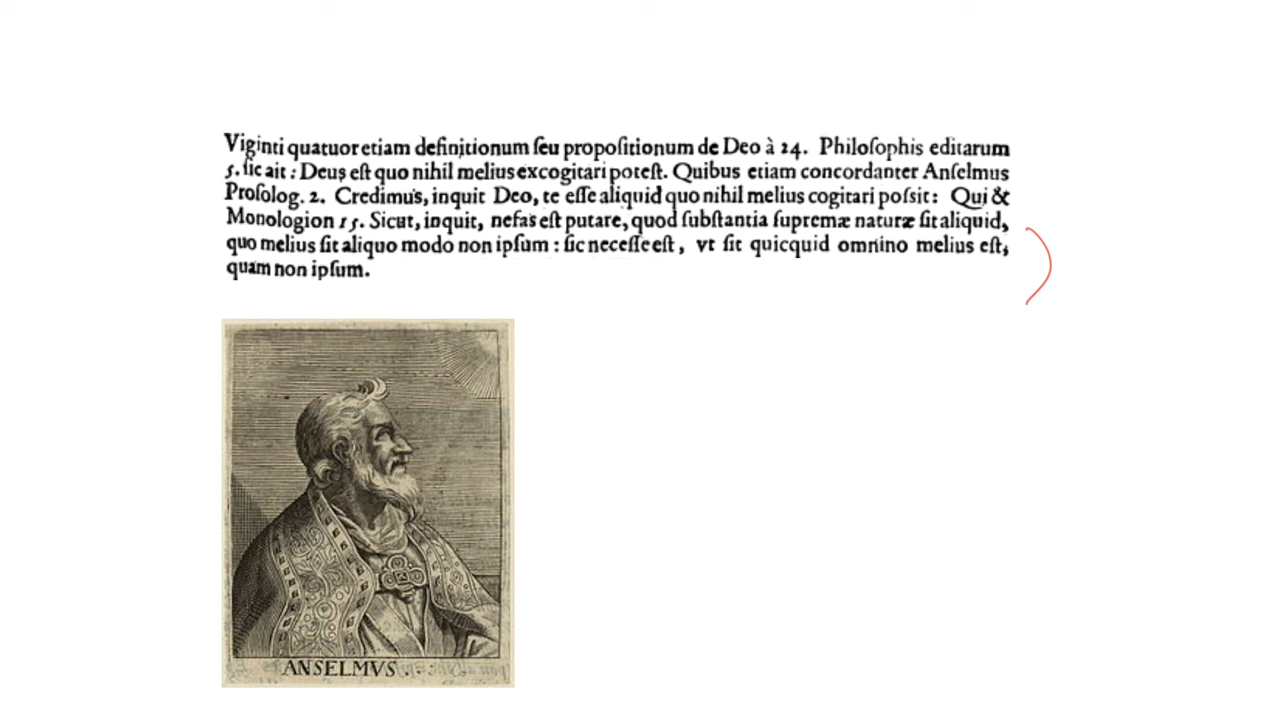 Viginti quatuor etiam definitionum ſeu propoſitionum de Deo à 24. Philoſophis editarum
5. ſic ait : Deus eſt quo nihil melius excogitari poteſt. Quibus etiam concordanter Anſelmus
Proſolog. 2. Credimus, inquit Deo, te eſſe aliquid quo nihil melius cogitari poſsit : Qui &
Monologion 15. Sicut, inquit, nefas eſt putare, quod ſubſtantia ſupremæ naturæ ſit aliquid,
quo melius ſit aliquo modo non ipſum : ſic neceſſe eſt, vt ſit quicquid omnino melius eſt,
quam non ipſum.
ANSELMVS .